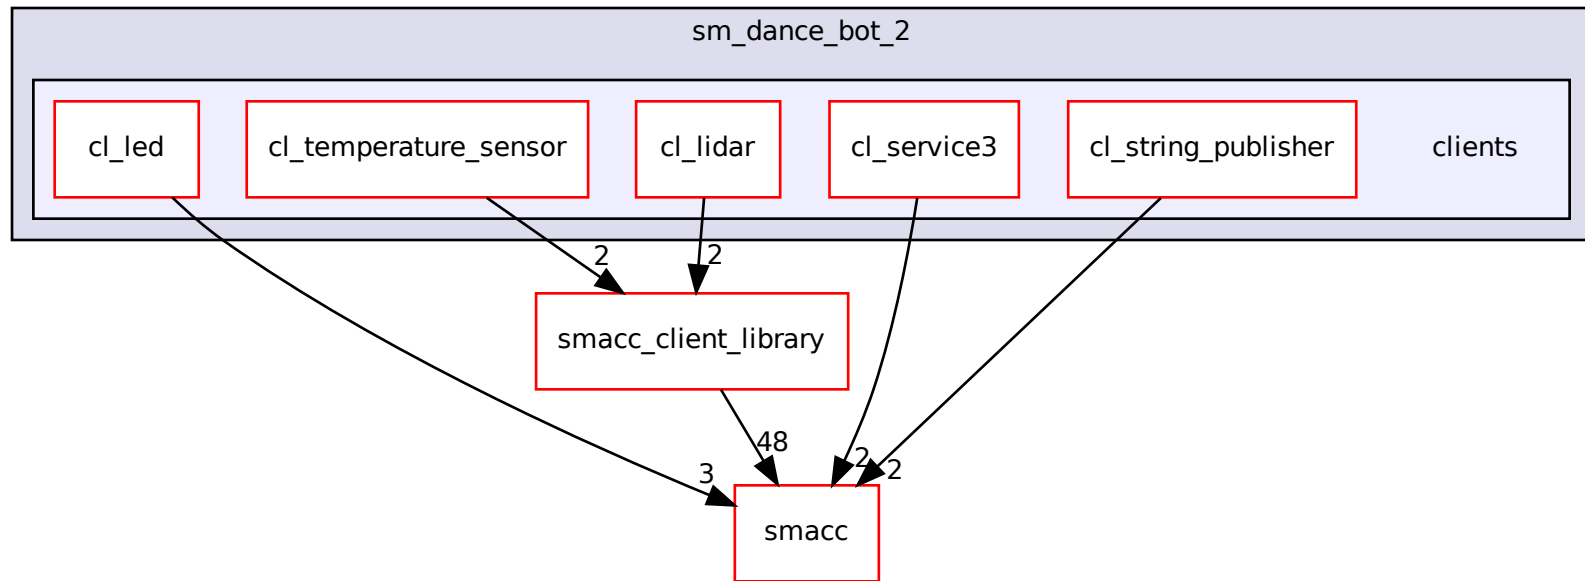 sm_dance_bot_2
cl_led
cl_temperature_sensor
cl_lidar
cl_service3
cl_string_publisher
clients
2
2
smacc_client_library
48
3
2
2
smacc